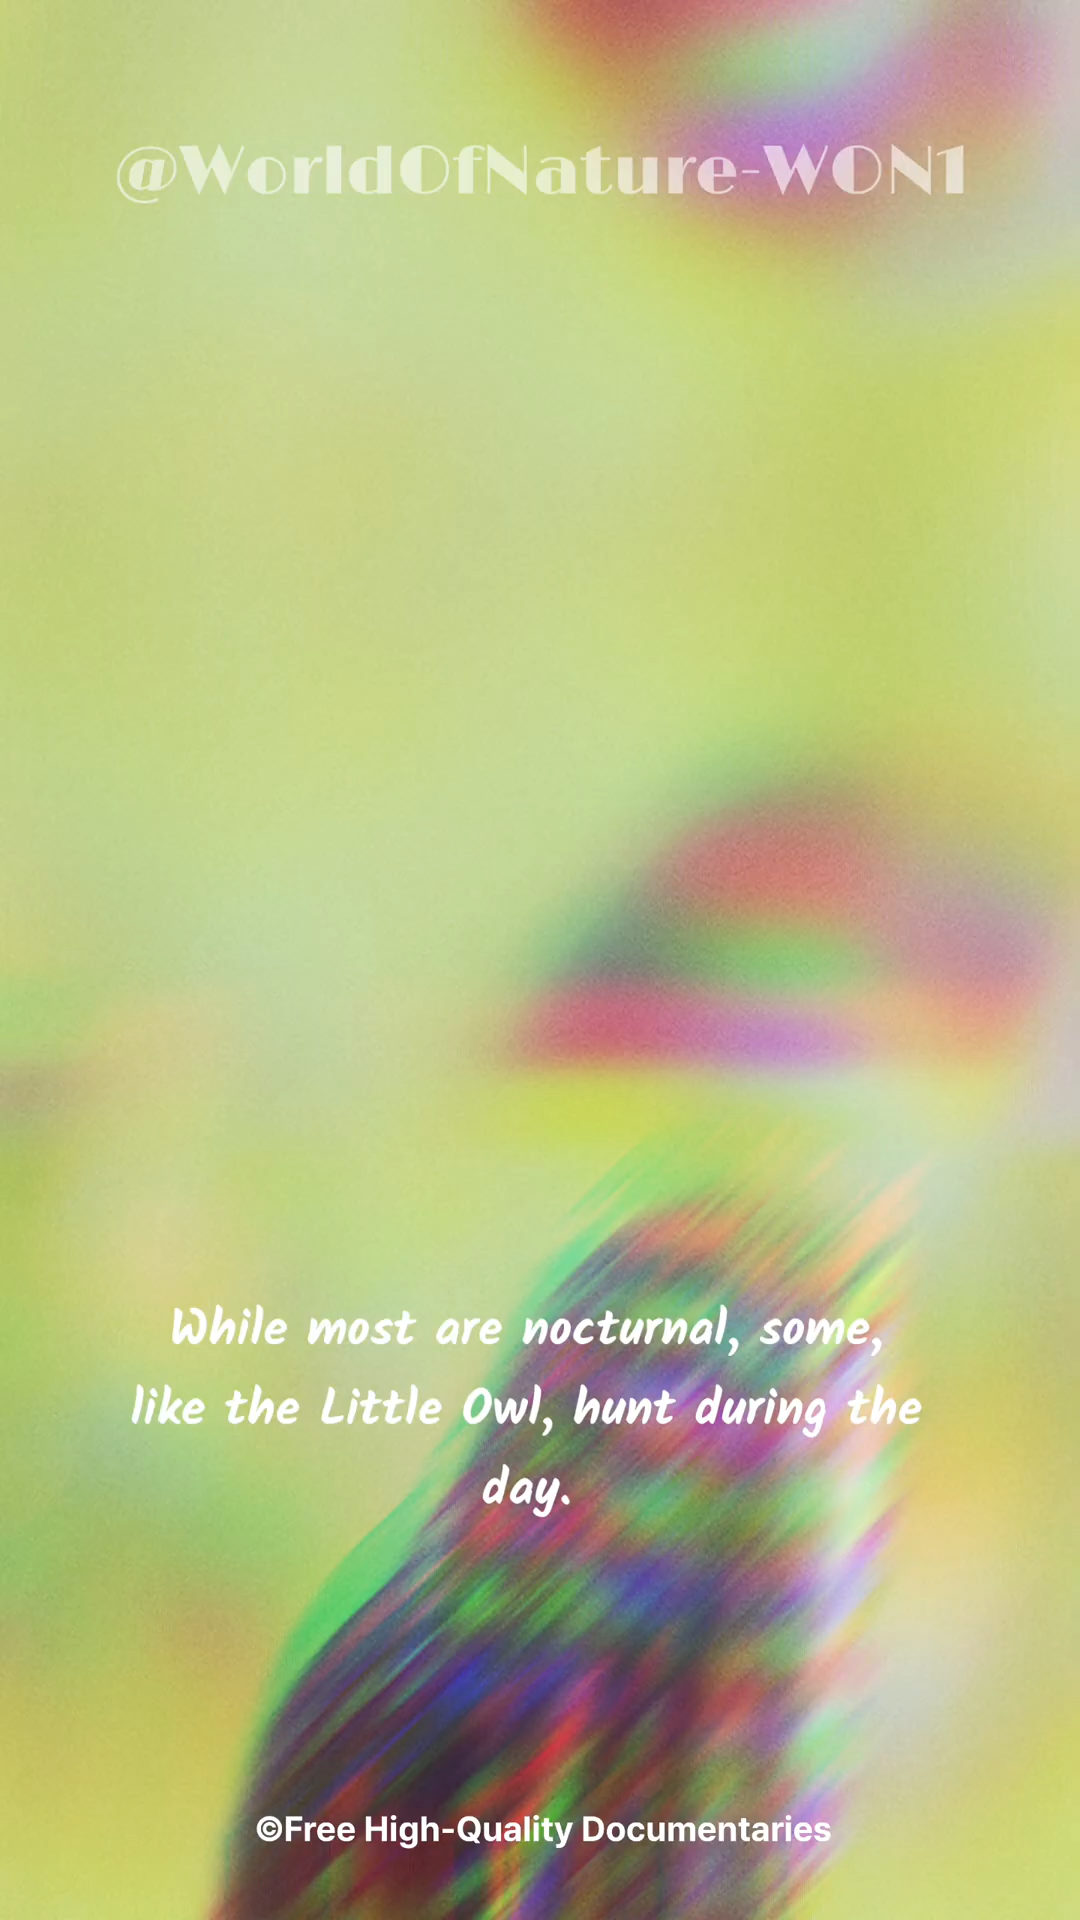 @WorldOfNature-WON1
While most are nocturnal, some,
like the Little Owl, hunt during the
day.
©Free High-Quality Documentaries